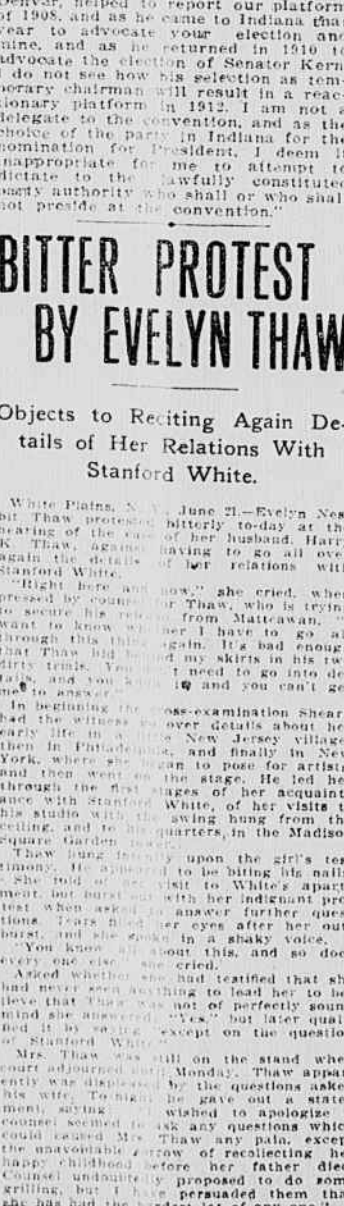 Denver, helped to report our platform
of 1908, and as he came to Indiana that
year to advocate your election and
mine, and as he returned in 1910 to
advocate the election of Senator Kern
I do not see how his selection as tem-
porary chairman will result in a reac-
tionary platform in 1912. I am not a
delegate to the convention, and as the
choice of the party in Indiana for the
nomination for President, I deem it
inappropriate for me to attempt to
dictate to the lawfully constituted
party authority who shall or who shall
not preside at the convention."
BITTER PROTEST
BY EVELYN THAW
Objects to Reciting Again De-
tails of Her Relations With
Stanford White.
White Plains, N. Y., June 21.—Evelyn Nes-
bit Thaw protested bitterly to-day at the
hearing of the case of her husband, Harry
K. Thaw, against having to go all over
again the details of her relations with
Stanford White.
"Right here and now," she cried, when
pressed by counsel for Thaw, who is trying
to secure his release from Matteawan, "I
want to know whether I have to go all
through this thing again. It's bad enough
that Thaw hid behind my skirts in his two
dirty trials. You don't need to go into de-
tails, and you can't get
me to answer."
In beginning the cross-examination Shearn
had the witness go over details about her
early life in a New Jersey village,
then in Philadelphia, and finally in New
York, where she began to pose for artists
and then went on the stage. He led her
through the first stages of her acquaint-
ance with Stanford White, of her visits to
his studio with the swing hung from the
ceiling, and to his quarters in the Madison
Square Garden tower.
Thaw hung intently upon the girl's tes-
timony. He appeared to be biting his nails.
She told of her visit to White's apart-
ment, but burst out with her indignant pro-
test when asked to answer further ques-
tions. Tears filled her eyes after her out-
burst, and she spoke in a shaky voice.
"You know all about this, and so does
every one else," she cried.
Asked whether she had testified that she
had never seen anything to lead her to be-
lieve that Thaw was not of perfectly sound
mind she answered, "Yes," but later quali-
fied it by saying "except on the question
of Stanford White."
Mrs. Thaw was still on the stand when
court adjourned until Monday. Thaw appar-
ently was displeased by the questions asked
his wife. To-night he gave out a state-
ment, saying wished to apologize
counsel seemed to ask any questions which
could caused Mrs. Thaw any pain, except
the unavoidable sorrow of recollecting her
happy childhood before her father died.
Counsel undoubtedly proposed to do some
grilling, but I have persuaded them that
she has had the hardest lot of any one